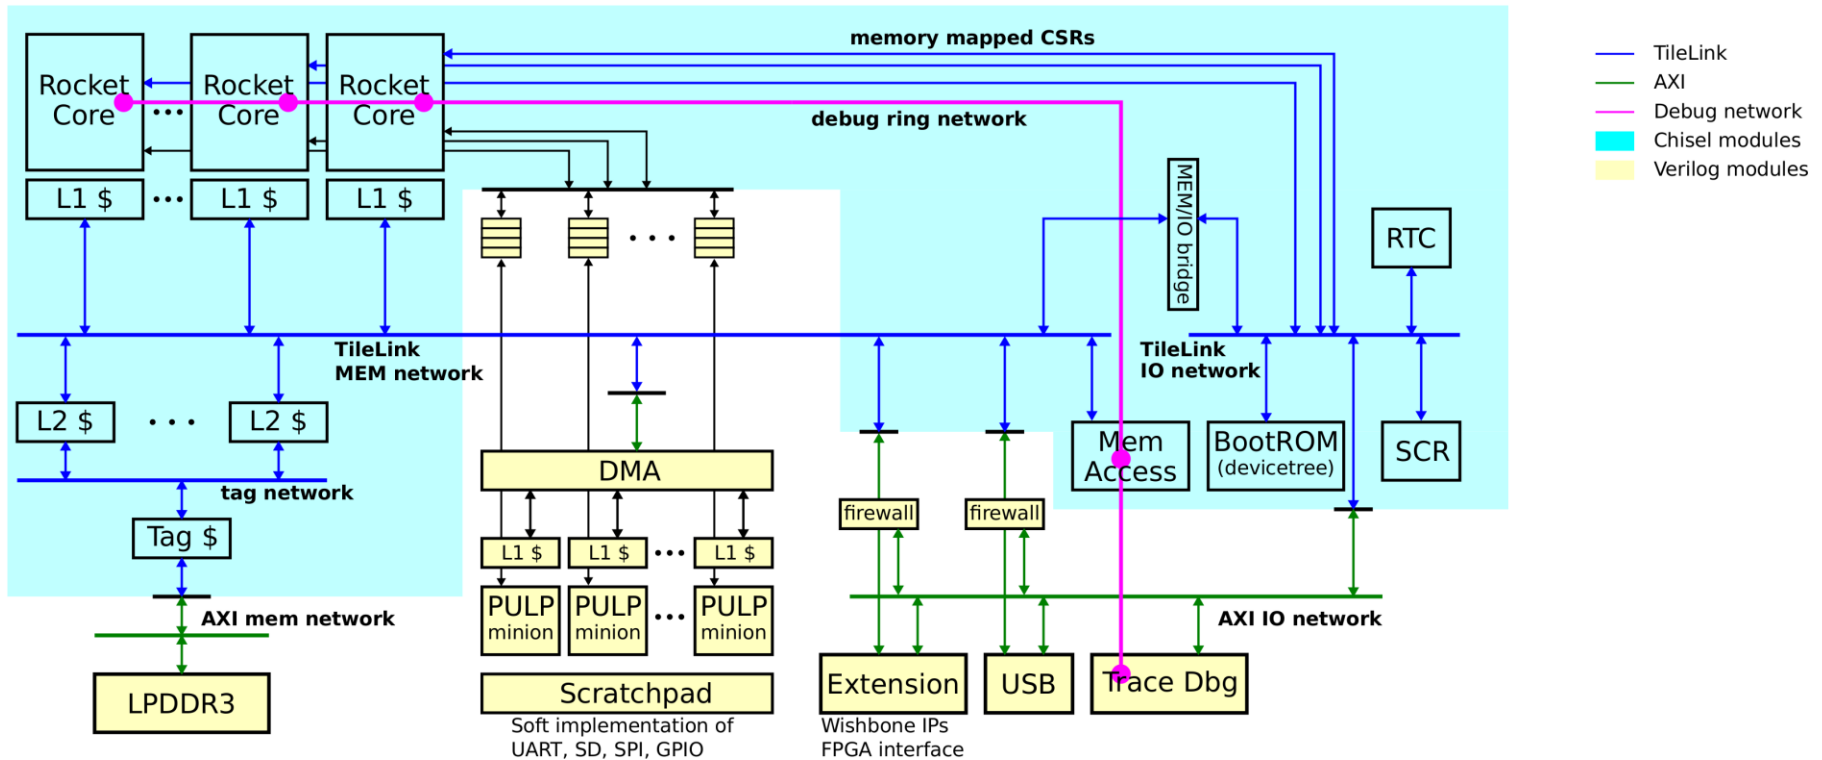 memory mapped CSRs
TileLink
AXI
Debug network
Chisel modules
Verilog modules
Rocket
Core
...
Rocket
Core
Rocket
Core
debug ring network
L1 $
...
L1 $
L1 $
...
MEM/IO bridge
RTC
TileLink
MEM network
TileLink
IO network
L2 $
...
L2 $
tag network
Tag $
AXI mem network
LPDDR3
DMA
L1 $
L1 $
...
L1 $
PULP
minion
PULP
minion
...
PULP
minion
Scratchpad
Soft implementation of
UART, SD, SPI, GPIO
firewall
firewall
Mem
Access
BootROM
(devicetree)
SCR
AXI IO network
Extension
USB
Trace Dbg
Wishbone IPs
FPGA interface